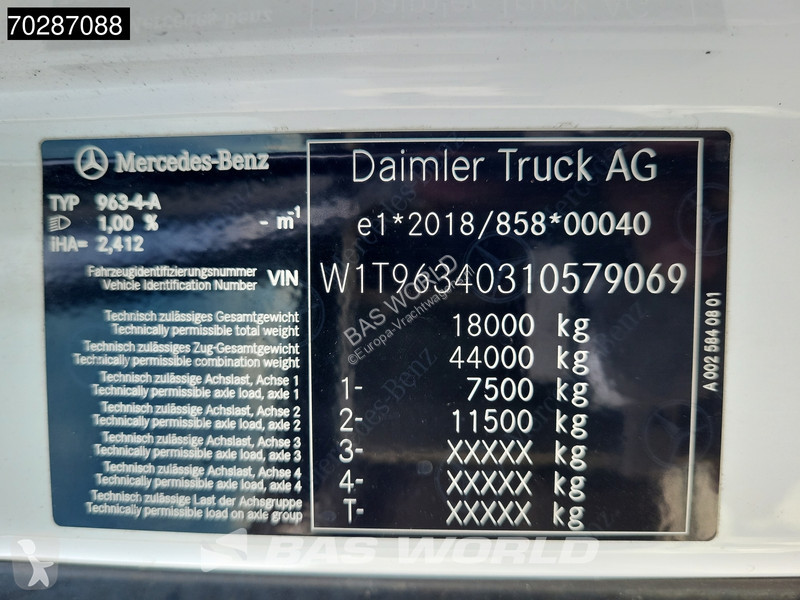 70287088
Mercedes-Benz
TYP 963-4-A
1,00 % - m-1
iHA= 2,412
Fahrzeugidentifizierungsnummer
Vehicle Identification Number VIN
Technisch zulässiges Gesamtgewicht
Technically permissible total weight
Technisch zulässiges Zug-Gesamtgewicht
Technically permissible combination weight
Technisch zulässige Achslast, Achse 1
Technically permissible axle load, axle 1
Technisch zulässige Achslast, Achse 2
Technically permissible axle load, axle 2
Technisch zulässige Achslast, Achse 3
Technically permissible axle load, axle 3
Technisch zulässige Achslast, Achse 4
Technically permissible axle load, axle 4
Technisch zulässige Last der Achsgruppe
Technically permissible load on axle group
Daimler Truck AG
e1*2018/858*00040
W1T96340310579069
18000 kg
44000 kg
1- 7500 kg
2- 11500 kg
3- XXXXX kg
4- XXXXX kg
T- XXXXX kg
A 002 584 08 01
BAS WORLD
©Europa-Vrachtwagen
BAS WORLD